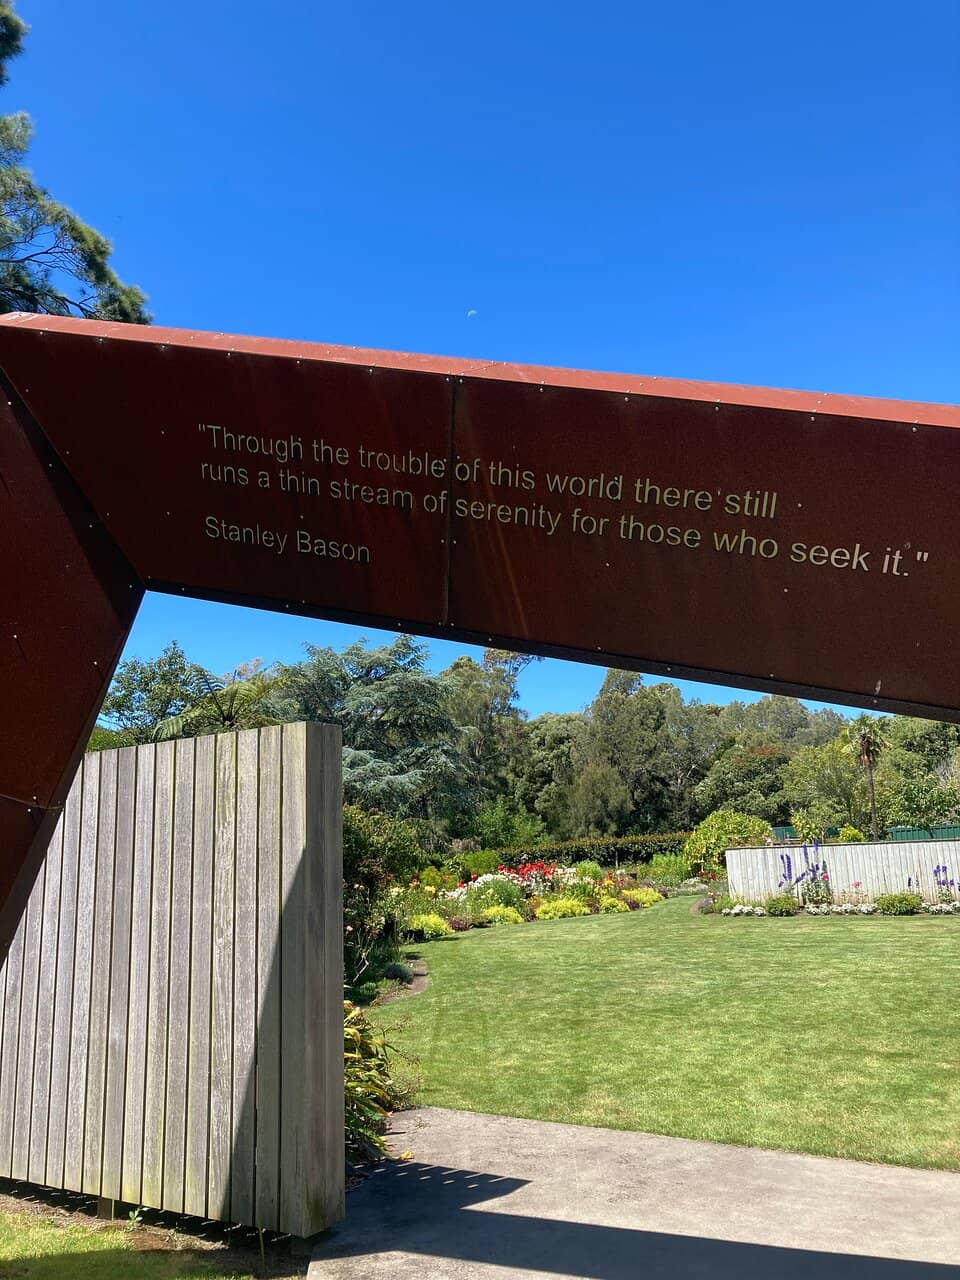 "Through the trouble of this world there still
runs a thin stream of serenity for those who seek it."
Stanley Bason